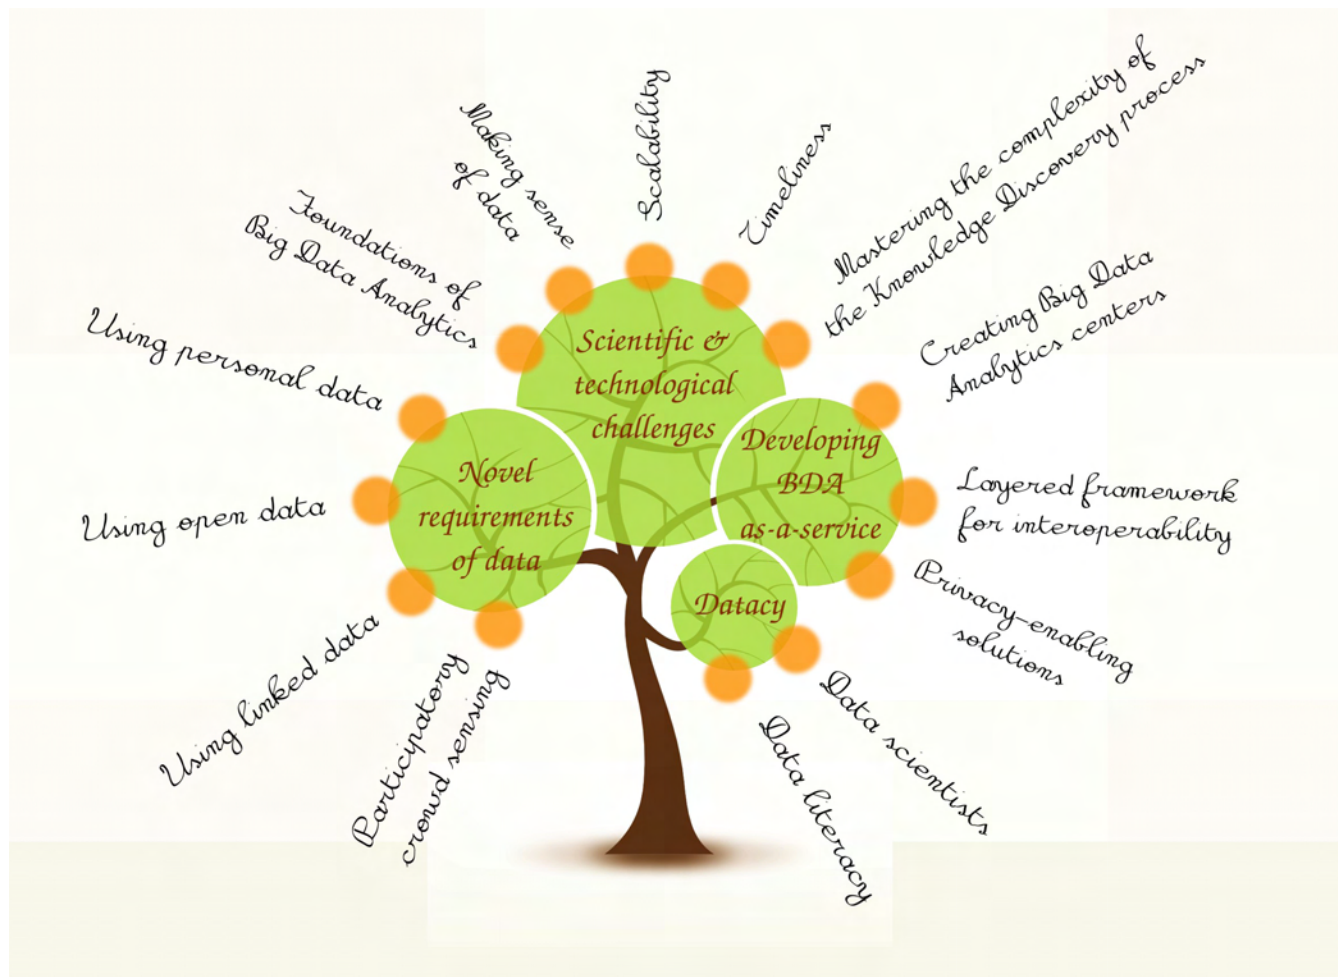 Scalability
Making sense
of data
Timeliness
Mastering the complexity of
the Knowledge Discovery process
Foundations of
Big Data Analytics
Creating Big Data
Analytics centers
Using personal data
Scientific &
technological
challenges
Developing
BDA
as-a-service
Novel
requirements
of data
Layered framework
for interoperability
Using open data
Privacy-enabling
solutions
Datacy
Using linked data
Participatory
crowd sensing
Data scientists
Data literacy